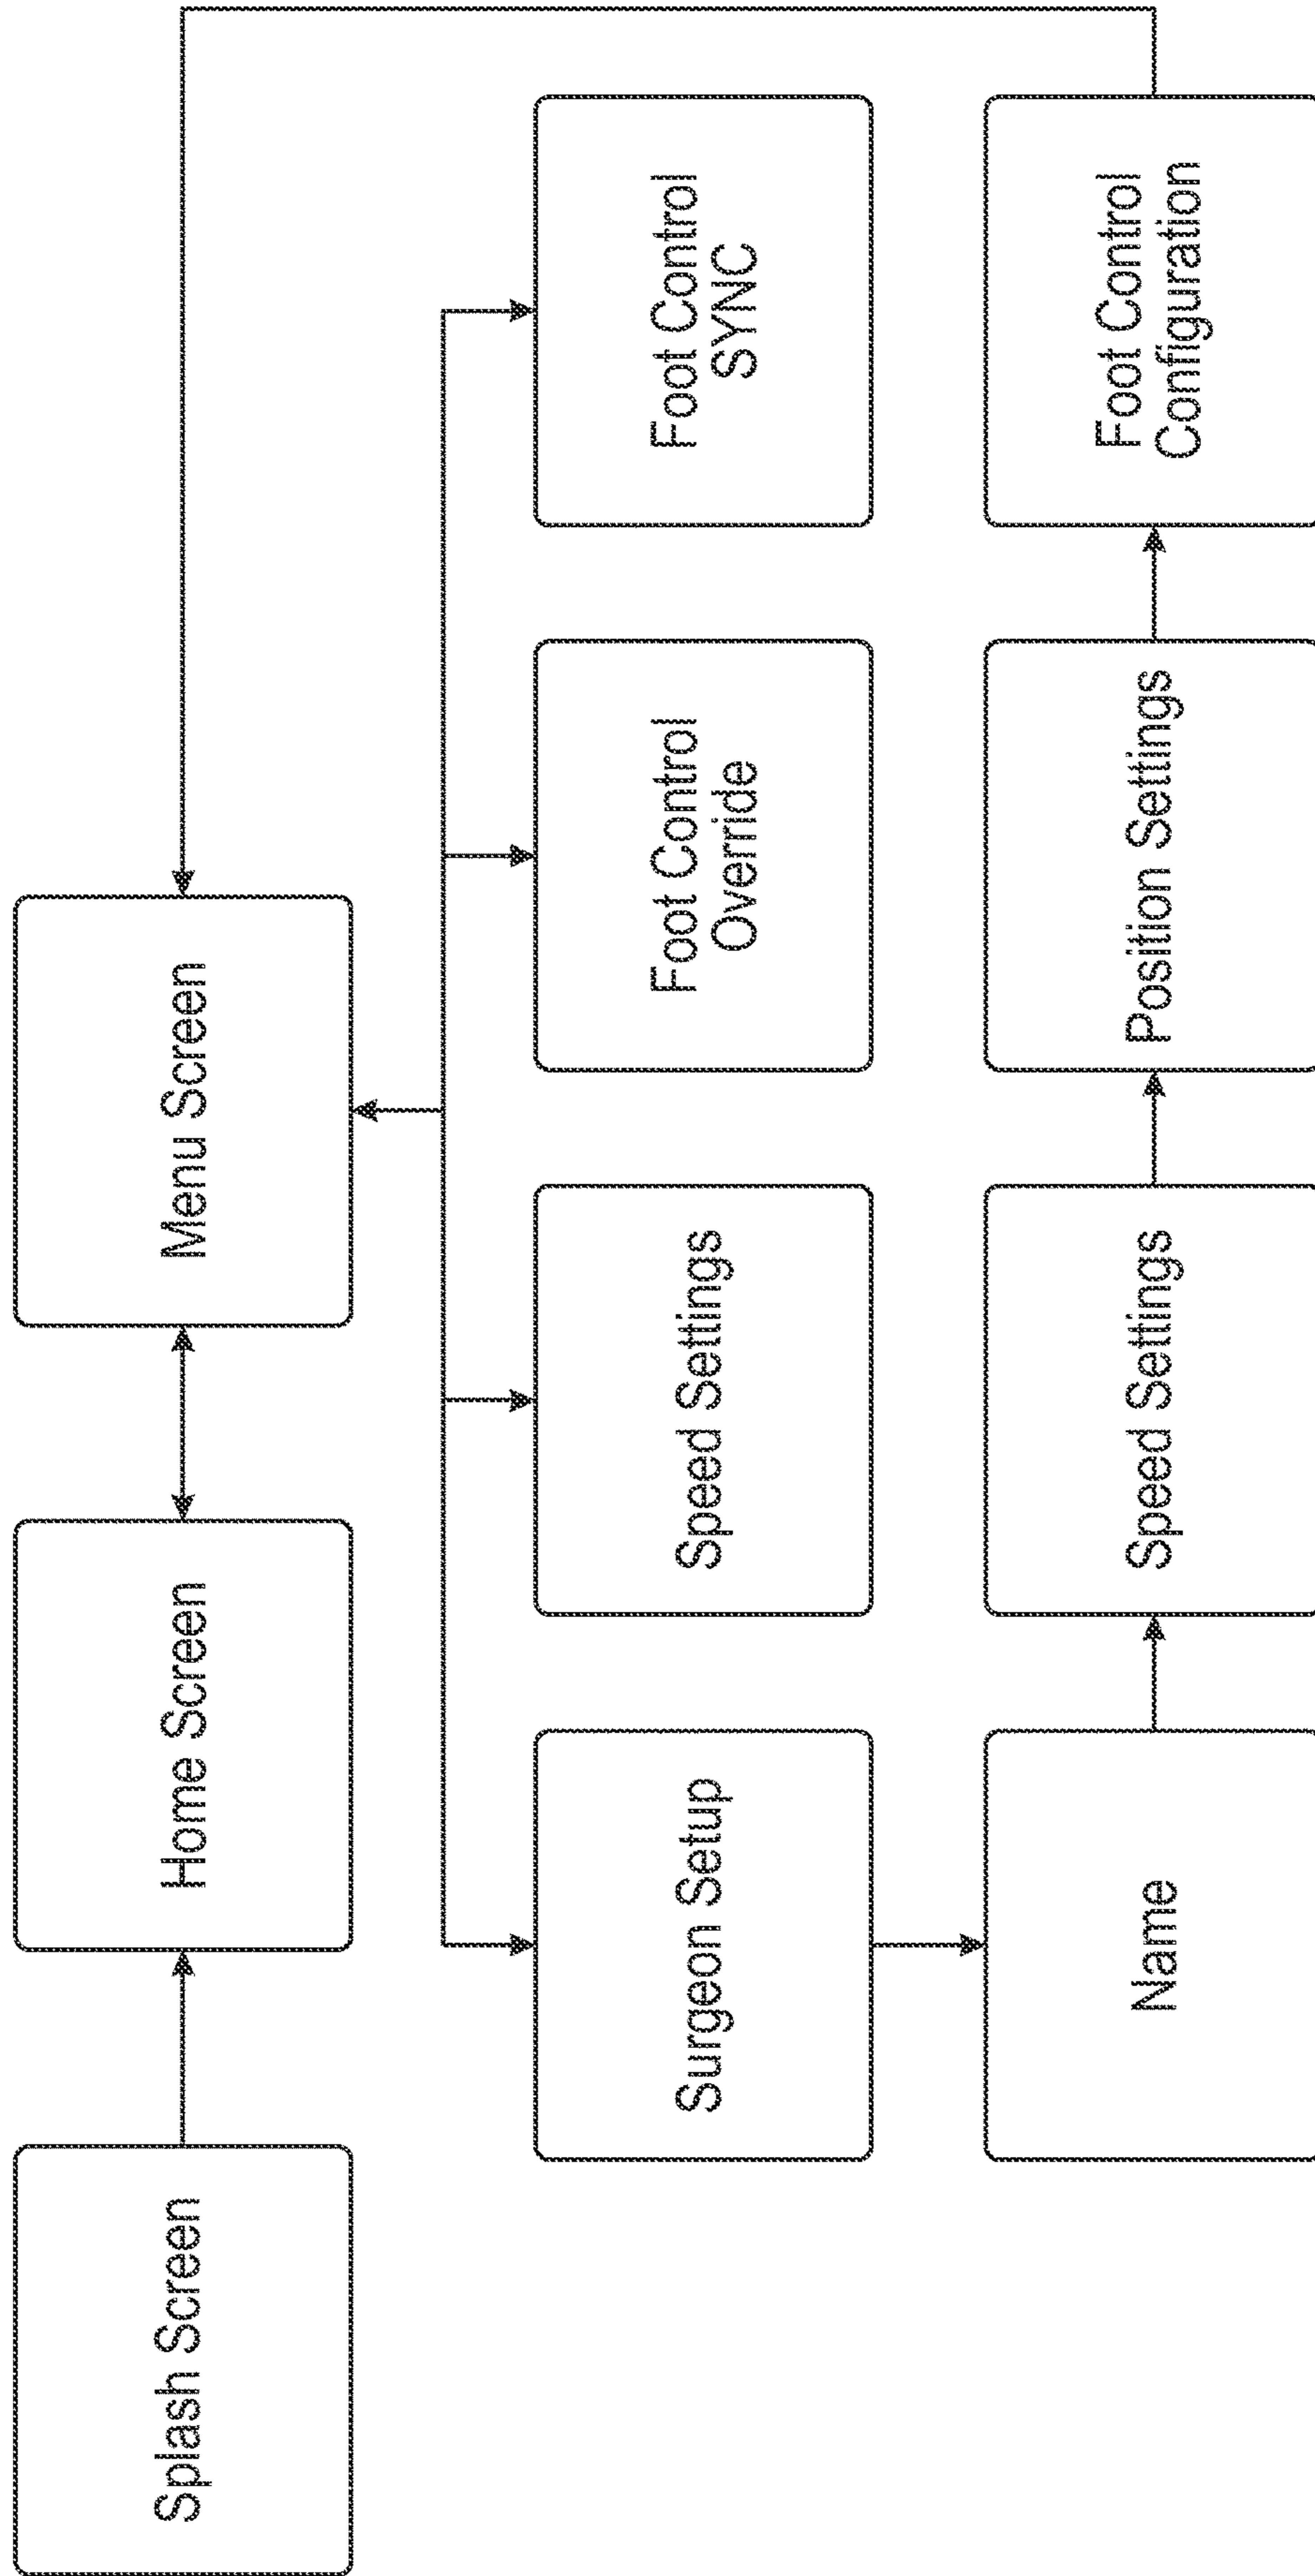 Splash Screen
Home Screen
Menu Screen
Surgeon Setup
Speed Settings
Foot Control
Override
Foot Control
SYNC
Name
Speed Settings
Position Settings
Foot Control
Configuration